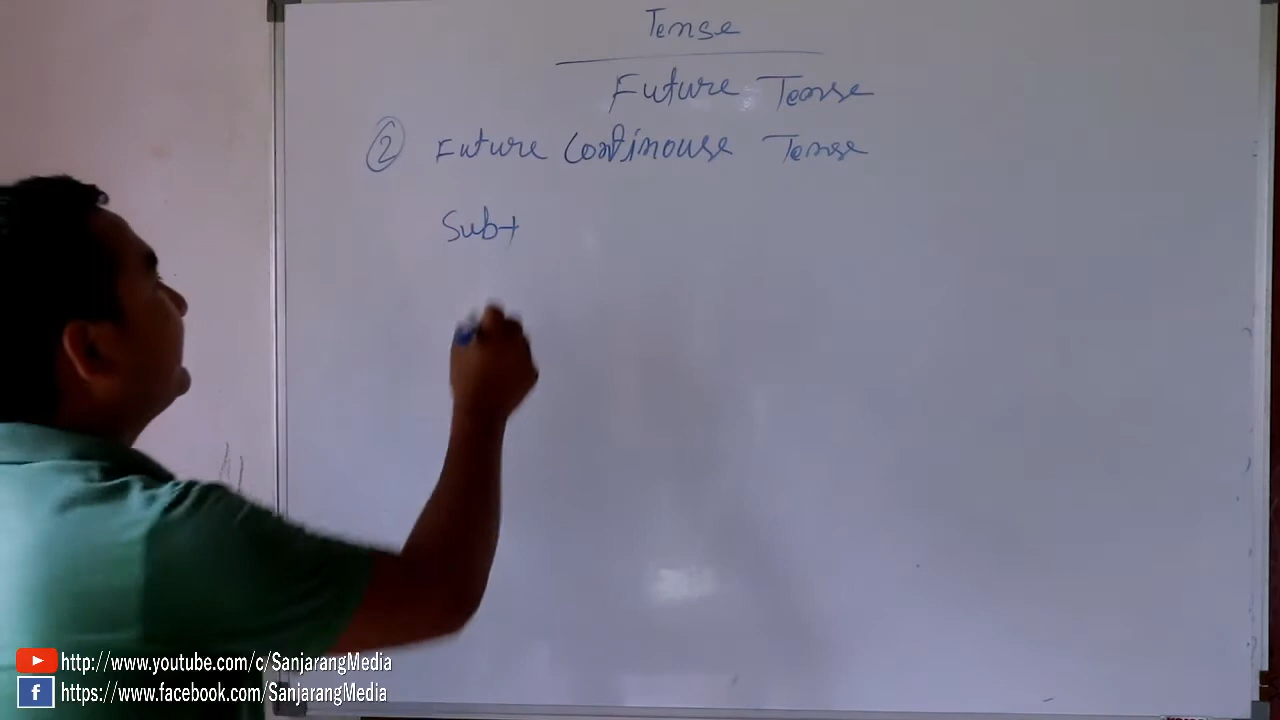 Tense
Future Tense
② Future Continouse Tense
Sub+
http://www.youtube.com/c/SanjarangMedia
https://www.facebook.com/SanjarangMedia